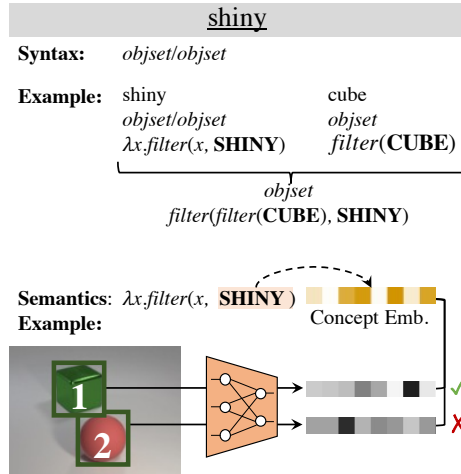 shiny
Syntax: objset/objset
Example: shiny cube
objset/objset objset
λx.filter(x, SHINY) filter(CUBE)
objset
filter(filter(CUBE), SHINY)
Semantics: λx.filter(x, SHINY)
Example: Concept Emb.
1
2